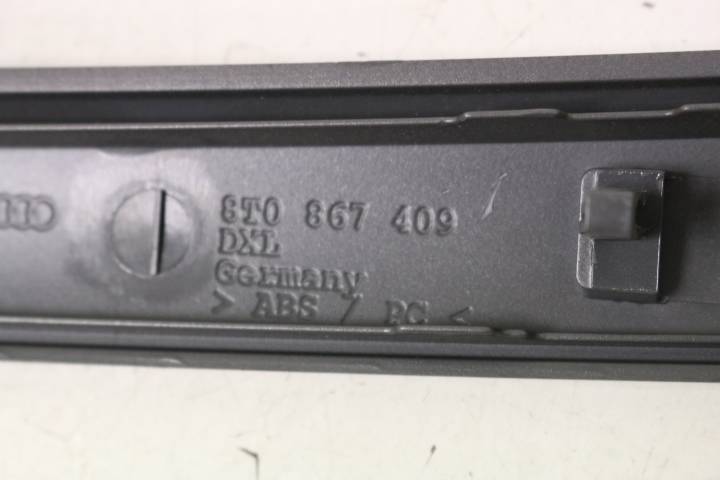 8T0 867 409
DXL
Germany
> ABS / PC <